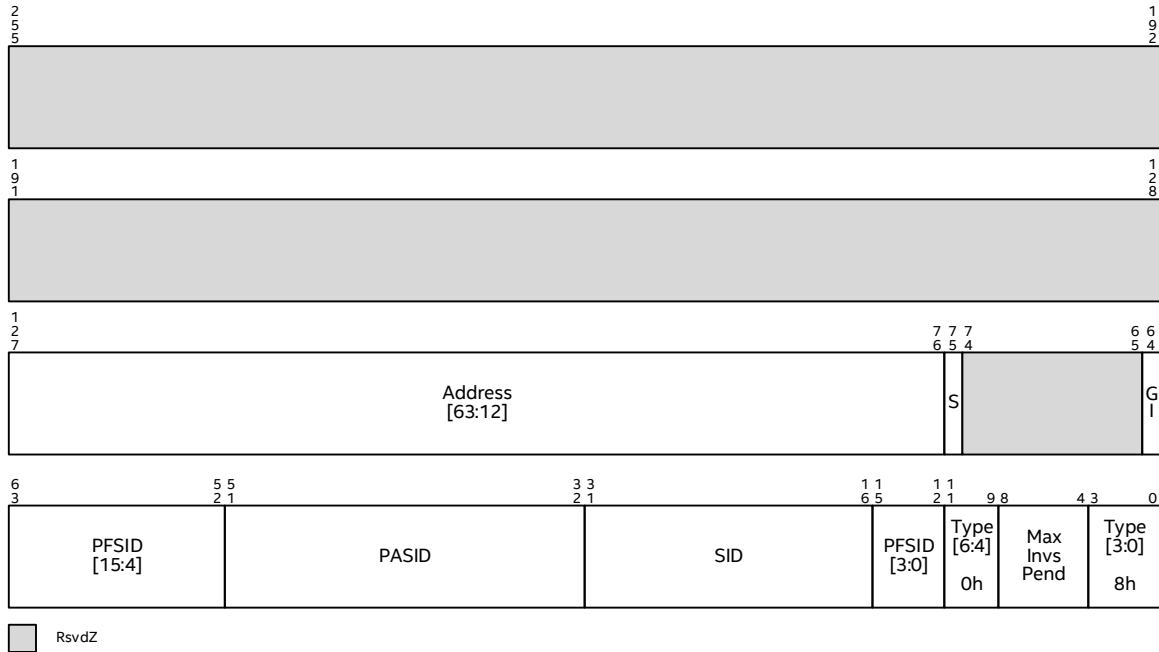 255 192
191 128
127 76 75 74 65 64
Address
[63:12]
S
G
I
63 52 51 32 31 16 15 12 11 9 8 4 3 0
PFSID
[15:4]
PASID
SID
PFSID
[3:0]
Type
[6:4]
0h
Max
Invs
Pend
Type
[3:0]
8h
RsvdZ